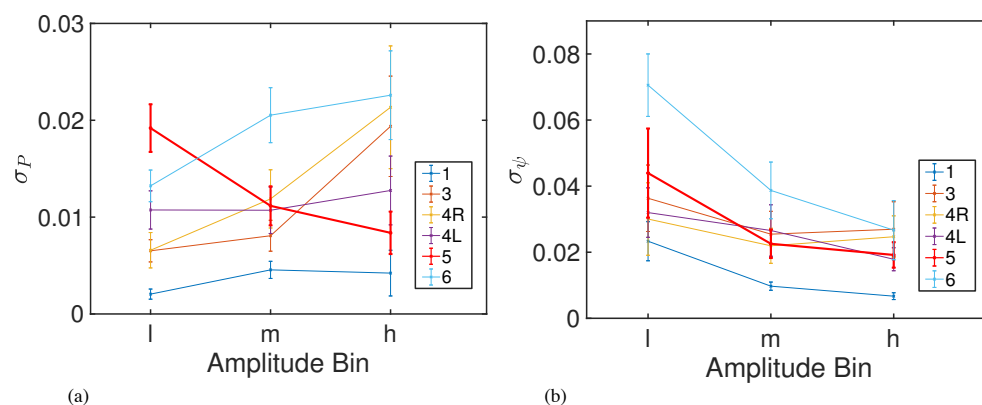 0.03
0.02
0.01
0
σ_P
l m h
Amplitude Bin
1
3
4R
4L
5
6
(a)
0.08
0.06
0.04
0.02
0
σ_ψ
l m h
Amplitude Bin
1
3
4R
4L
5
6
(b)